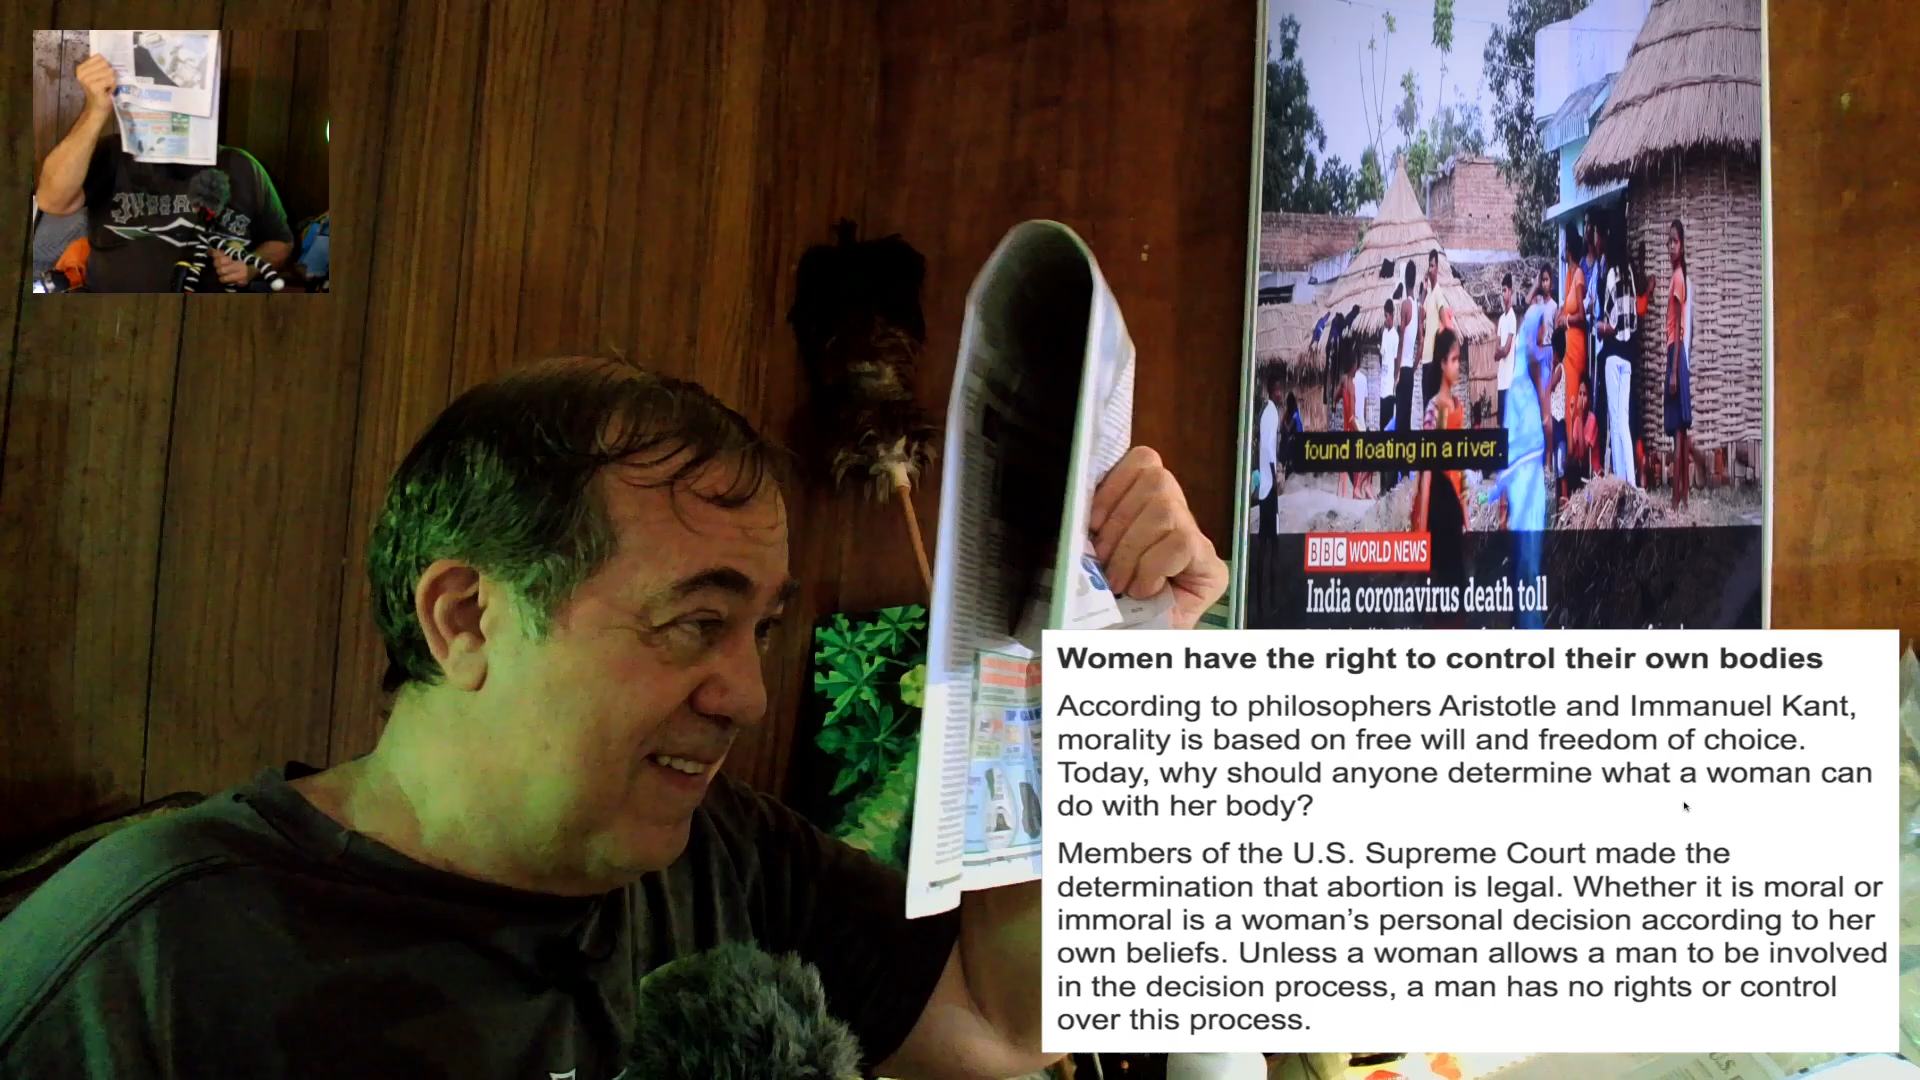 found floating in a river.
BBC WORLD NEWS
India coronavirus death toll
Women have the right to control their own bodies
According to philosophers Aristotle and Immanuel Kant,
morality is based on free will and freedom of choice.
Today, why should anyone determine what a woman can
do with her body?
Members of the U.S. Supreme Court made the
determination that abortion is legal. Whether it is moral or
immoral is a woman's personal decision according to her
own beliefs. Unless a woman allows a man to be involved
in the decision process, a man has no rights or control
over this process.